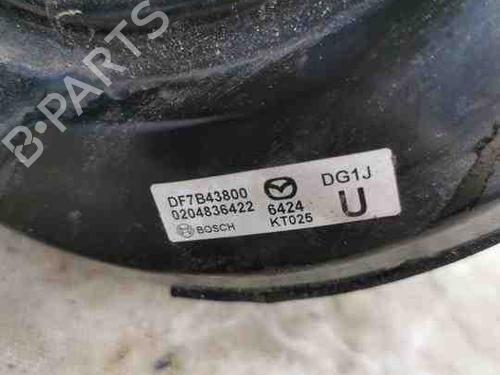 B-PARTS
DF7B43800 DG1J
0204836422 6424 U
BOSCH KT025